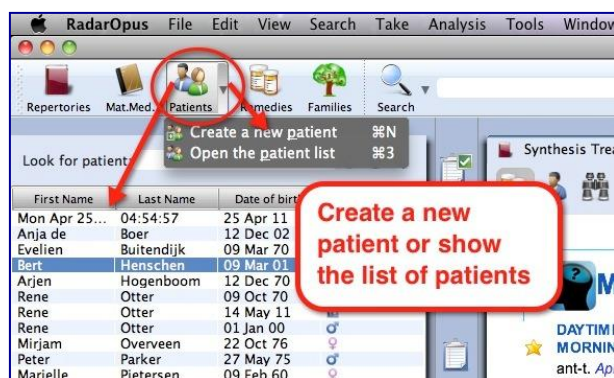 RadarOpus File Edit View Search Take Analysis Tools Window
Repertories Mat.Med. Patients Remedies Families Search
Create a new patient ⌘N
Open the patient list ⌘3
Look for patient:
Synthesis Trea
First Name Last Name Date of birt
Mon Apr 25... 04:54:57 25 Apr 11
Anja de Boer 12 Dec 02
Evelien Buitendijk 09 Mar 70
Bert Henschen 09 Mar 01
Arjen Hogenboom 12 Dec 70
Rene Otter 09 Oct 70
Rene Otter 14 May 11
Rene Otter 01 Jan 00
Mirjam Overveen 22 Oct 76
Peter Parker 27 May 75
Marielle Pietersen 09 Feb 60
Create a new
patient or show
the list of patients
M
DAYTIM
MORNIN
ant-t. Ap